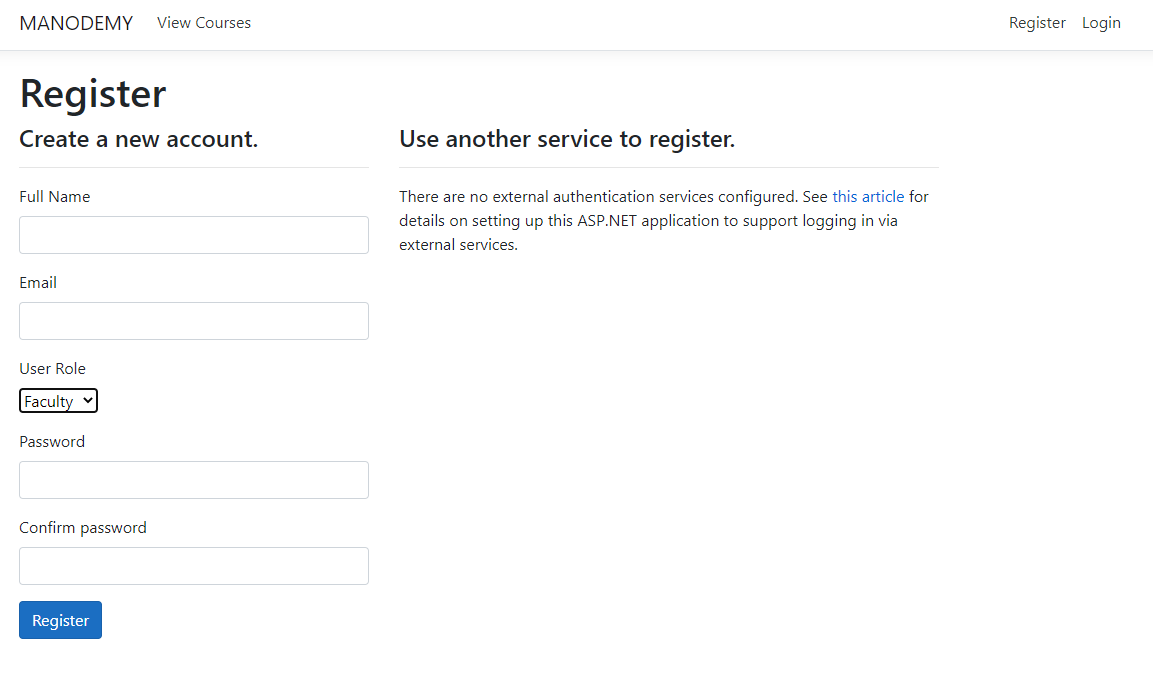 MANODEMY View Courses Register Login
Register
Create a new account.
Full Name
Email
User Role
Faculty
Password
Confirm password
Register
Use another service to register.
There are no external authentication services configured. See this article for
details on setting up this ASP.NET application to support logging in via
external services.